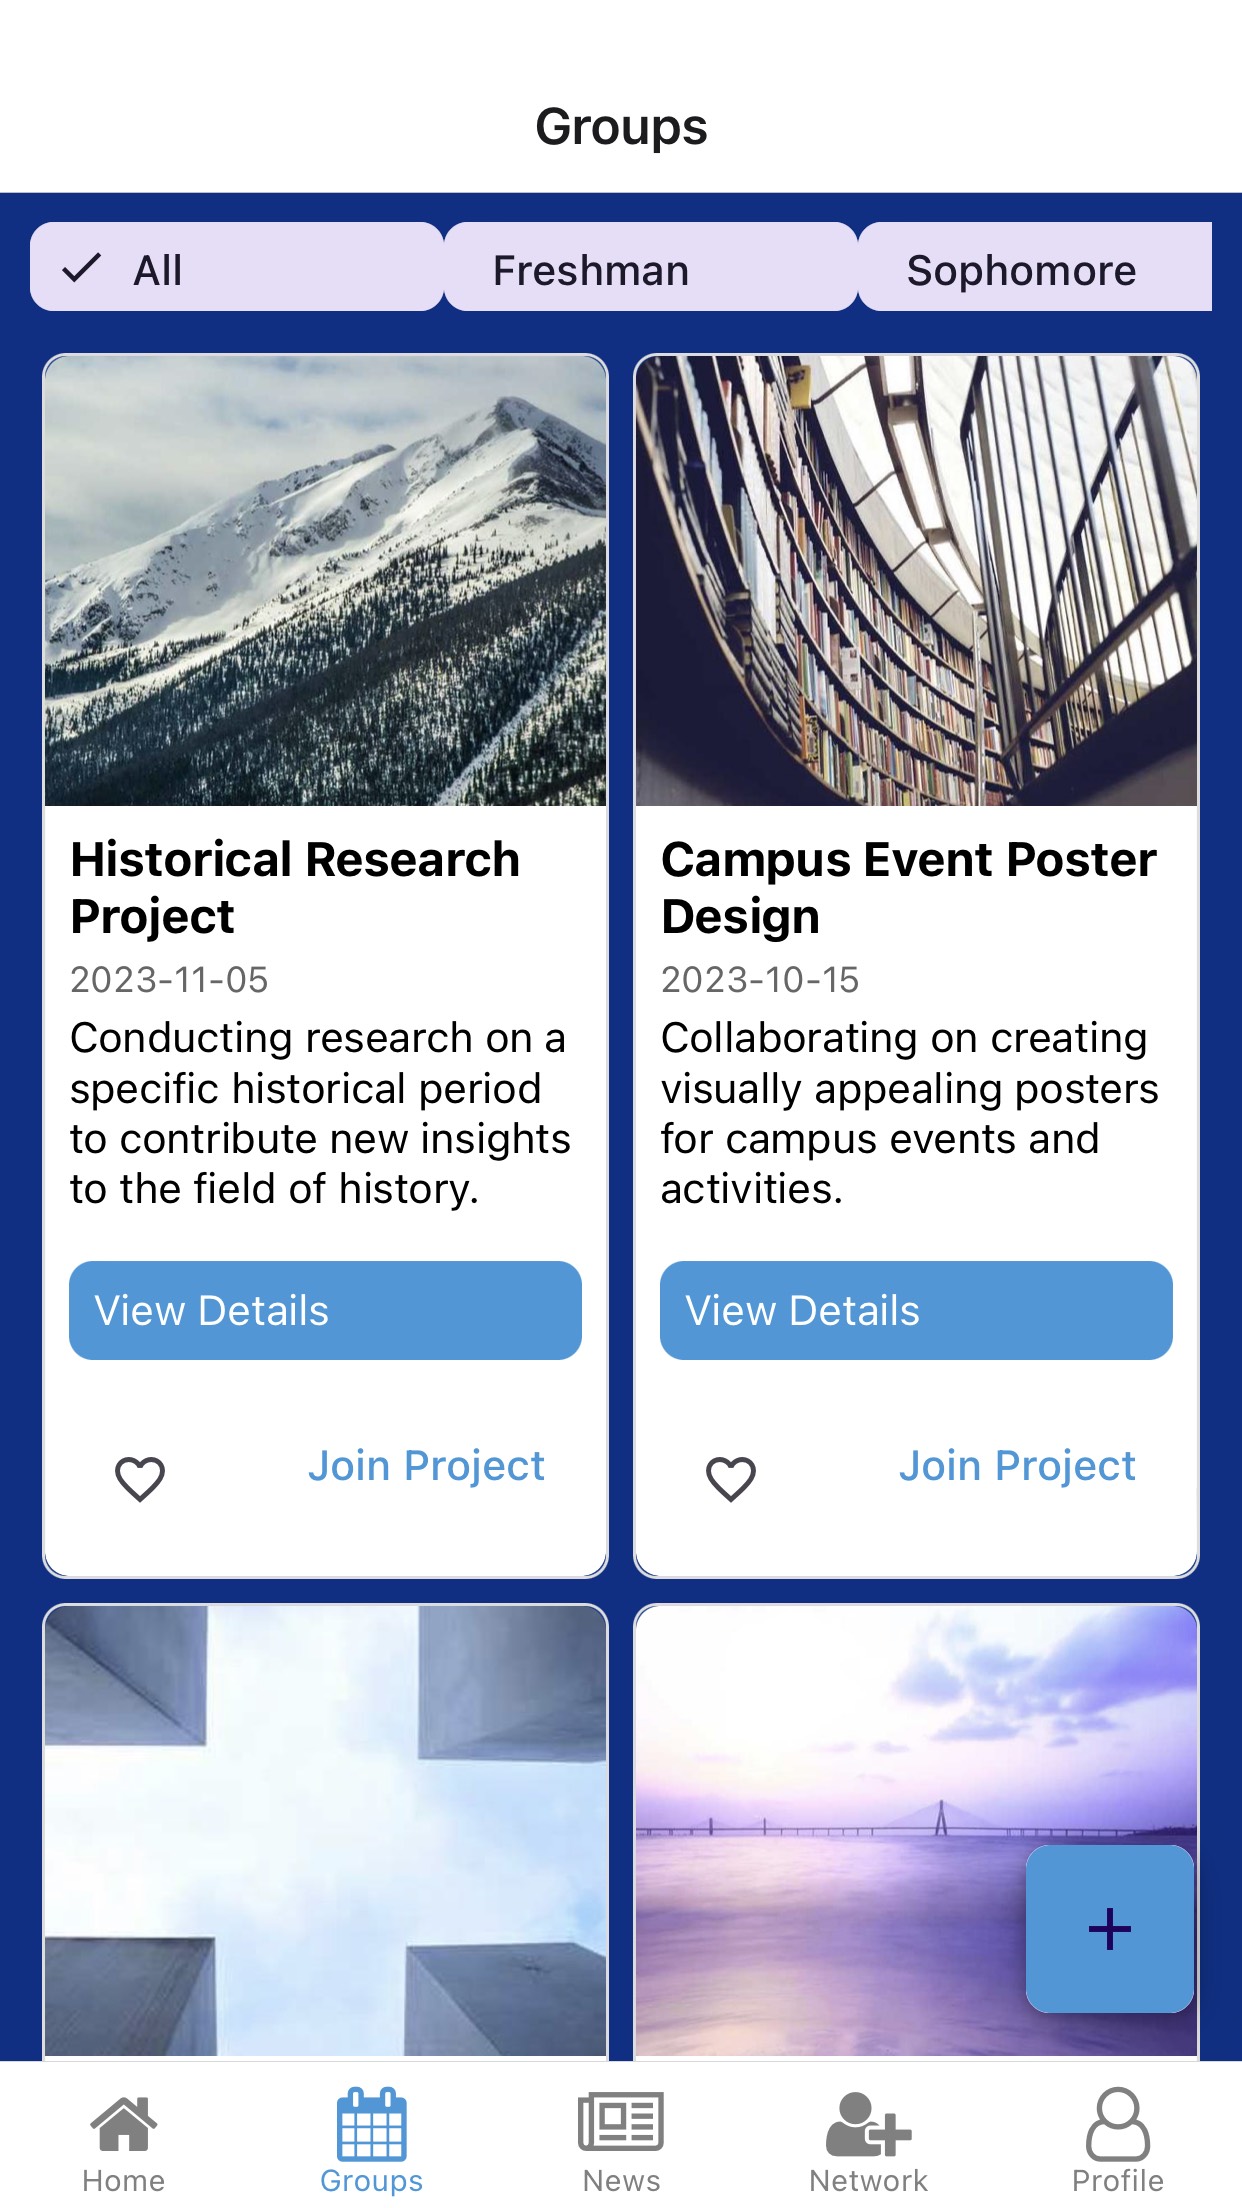 Groups
All
Freshman
Sophomore
Historical Research
Project
2023-11-05
Conducting research on a
specific historical period
to contribute new insights
to the field of history.
View Details
Join Project
Campus Event Poster
Design
2023-10-15
Collaborating on creating
visually appealing posters
for campus events and
activities.
View Details
Join Project
+
Home
Groups
News
Network
Profile